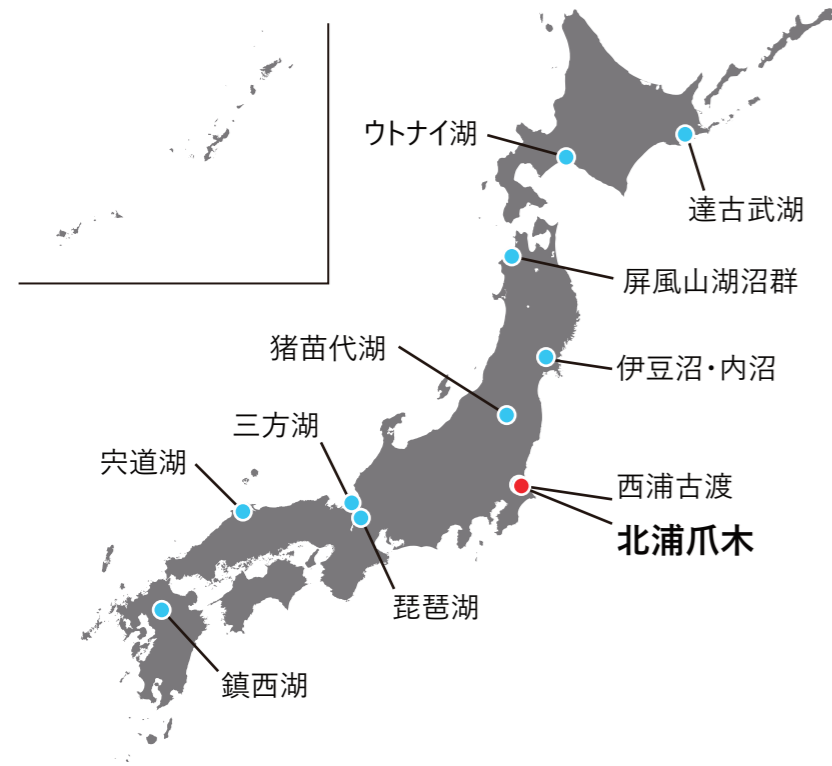 ウトナイ湖
達古武湖
屏風山湖沼群
猪苗代湖
伊豆沼・内沼
三方湖
宍道湖
西浦古渡
北浦爪木
琵琶湖
鎮西湖